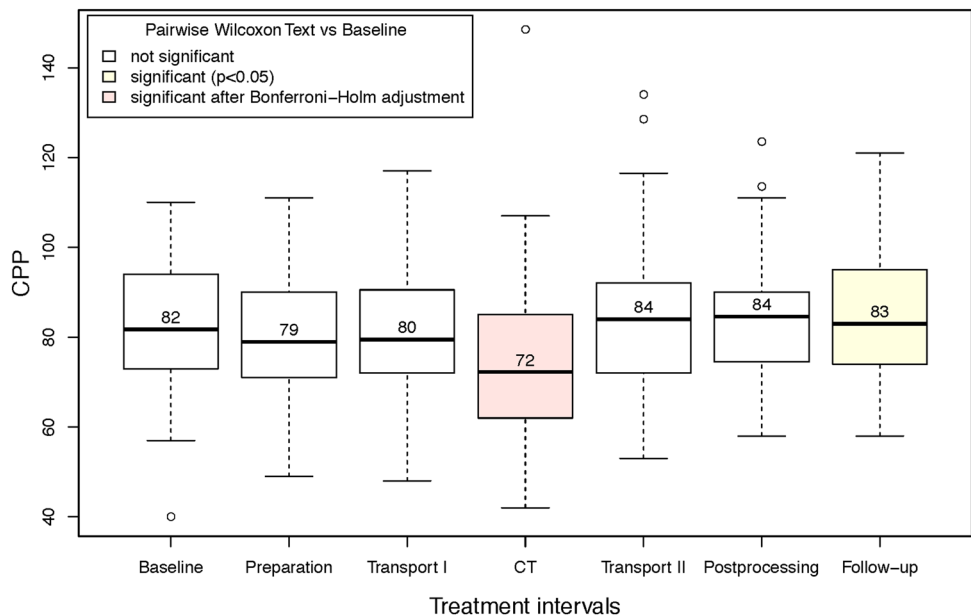 Pairwise Wilcoxon Text vs Baseline
not significant
significant (p<0.05)
significant after Bonferroni−Holm adjustment
CPP
140
120
100
80
60
40
82
79
80
72
84
84
83
Baseline
Preparation
Transport I
CT
Transport II
Postprocessing
Follow−up
Treatment intervals